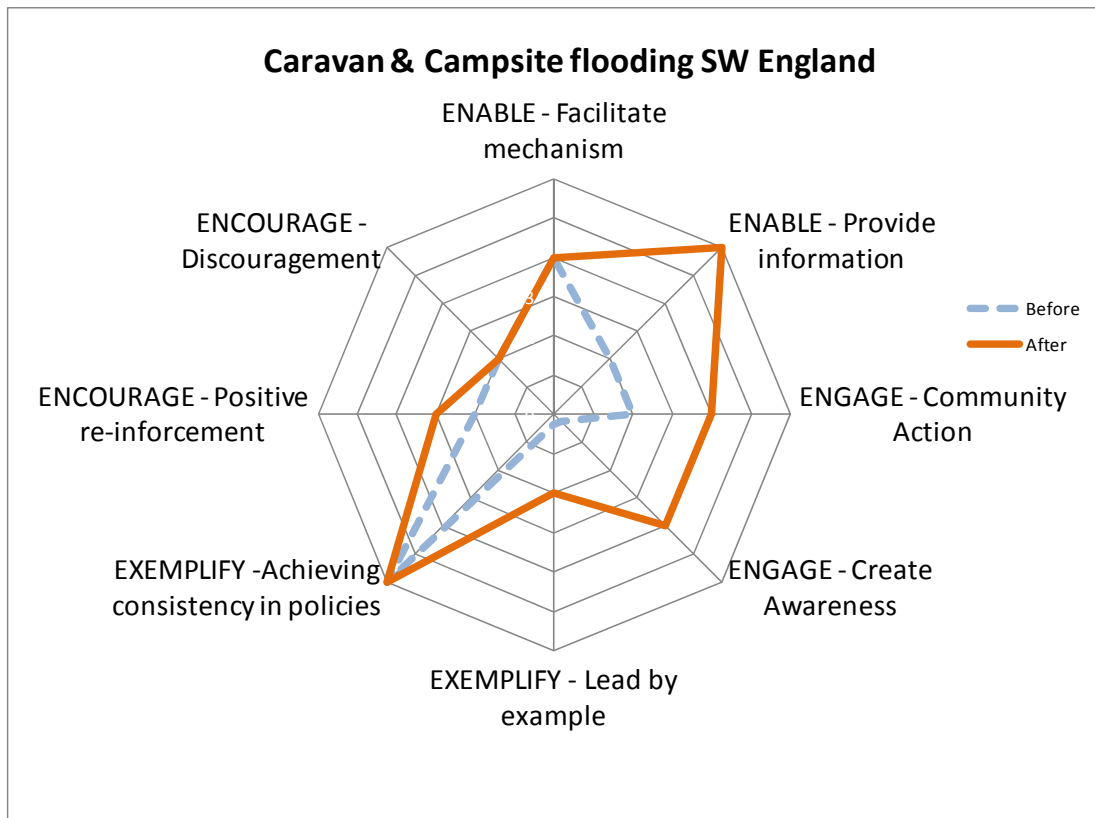 Caravan & Campsite flooding SW England
ENABLE - Facilitate
mechanism
ENCOURAGE -
Discouragement
ENABLE - Provide
information
3
Before
After
ENCOURAGE - Positive
re-inforcement
ENGAGE - Community
Action
EXEMPLIFY -Achieving
consistency in policies
ENGAGE - Create
Awareness
EXEMPLIFY - Lead by
example